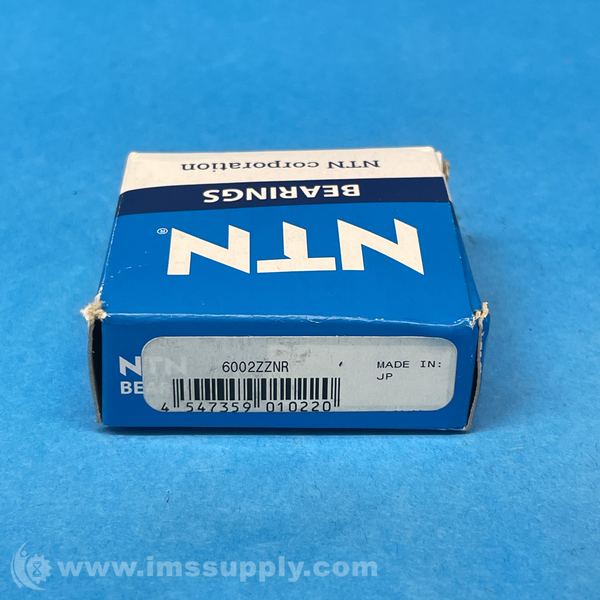 NTN corporation
BEARINGS
NTN®
NTN
6002ZZNR
MADE IN:
JP
4 547359 010220
www.imssupply.com